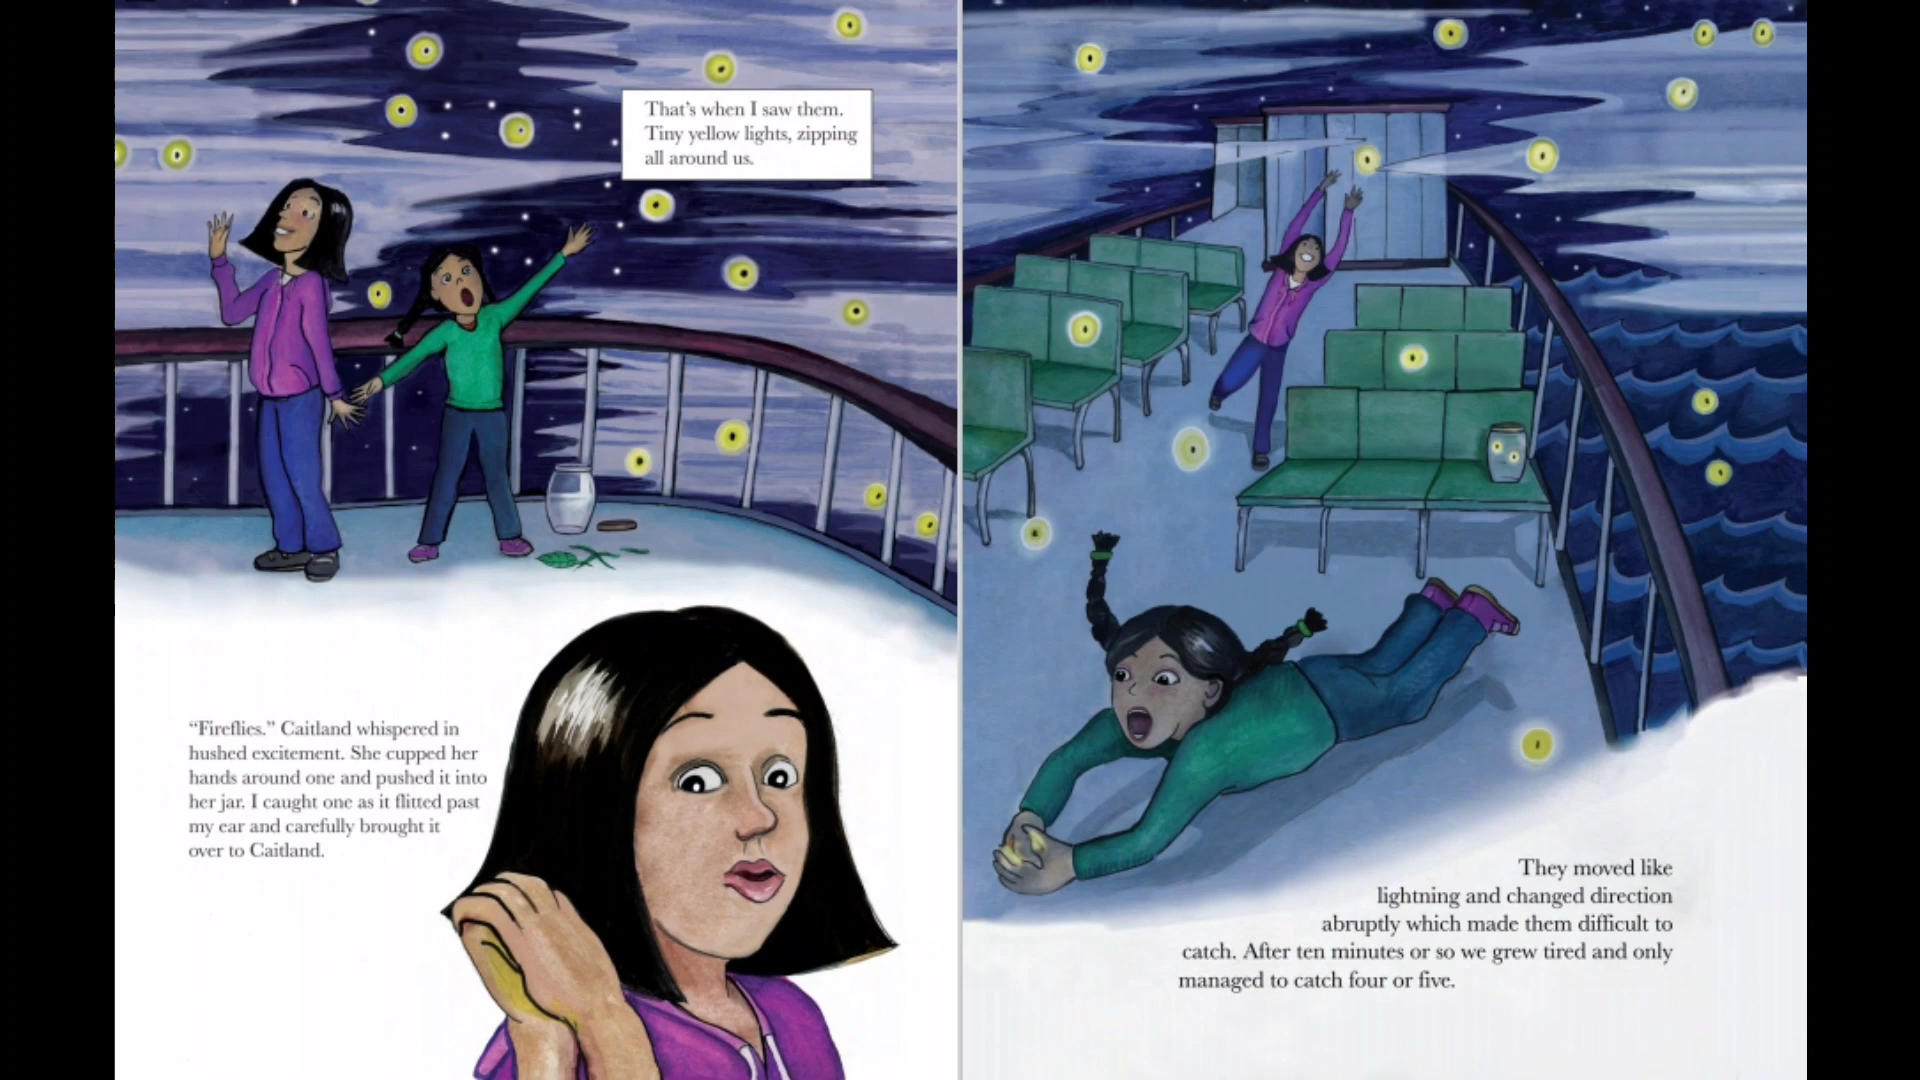 That's when I saw them.
Tiny yellow lights, zipping
all around us.
“Fireflies.” Caitland whispered in
hushed excitement. She cupped her
hands around one and pushed it into
her jar. I caught one as it flitted past
my ear and carefully brought it
over to Caitland.
They moved like
lightning and changed direction
abruptly which made them difficult to
catch. After ten minutes or so we grew tired and only
managed to catch four or five.